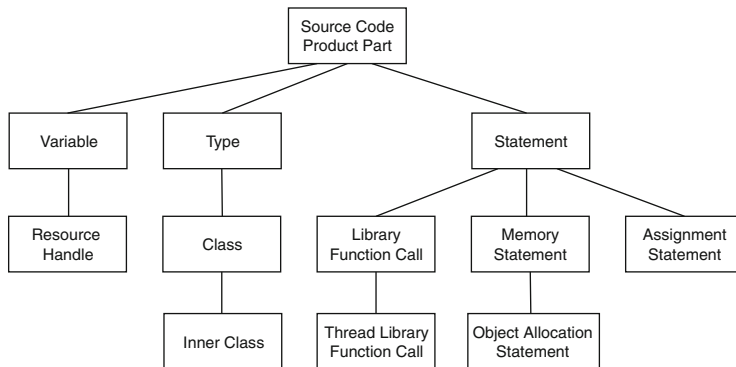 Source Code
Product Part
Variable
Type
Statement
Resource
Handle
Class
Library
Function Call
Memory
Statement
Assignment
Statement
Inner Class
Thread Library
Function Call
Object Allocation
Statement